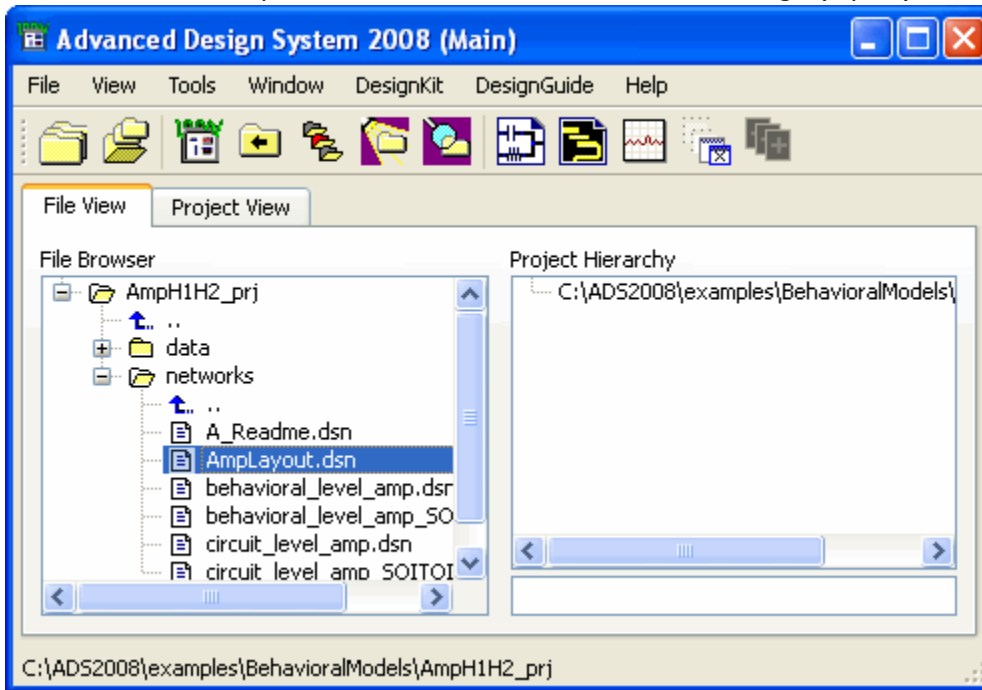 Advanced Design System 2008 (Main)
File View Tools Window DesignKit DesignGuide Help
File View Project View
File Browser
AmpH1H2_prj
..
data
networks
..
A_Readme.dsn
AmpLayout.dsn
behavioral_level_amp.dsr
behavioral_level_amp_SO
circuit_level_amp.dsn
circuit_level_amp_SOITOI
Project Hierarchy
C:\ADS2008\examples\BehavioralModels\
C:\ADS2008\examples\BehavioralModels\AmpH1H2_prj